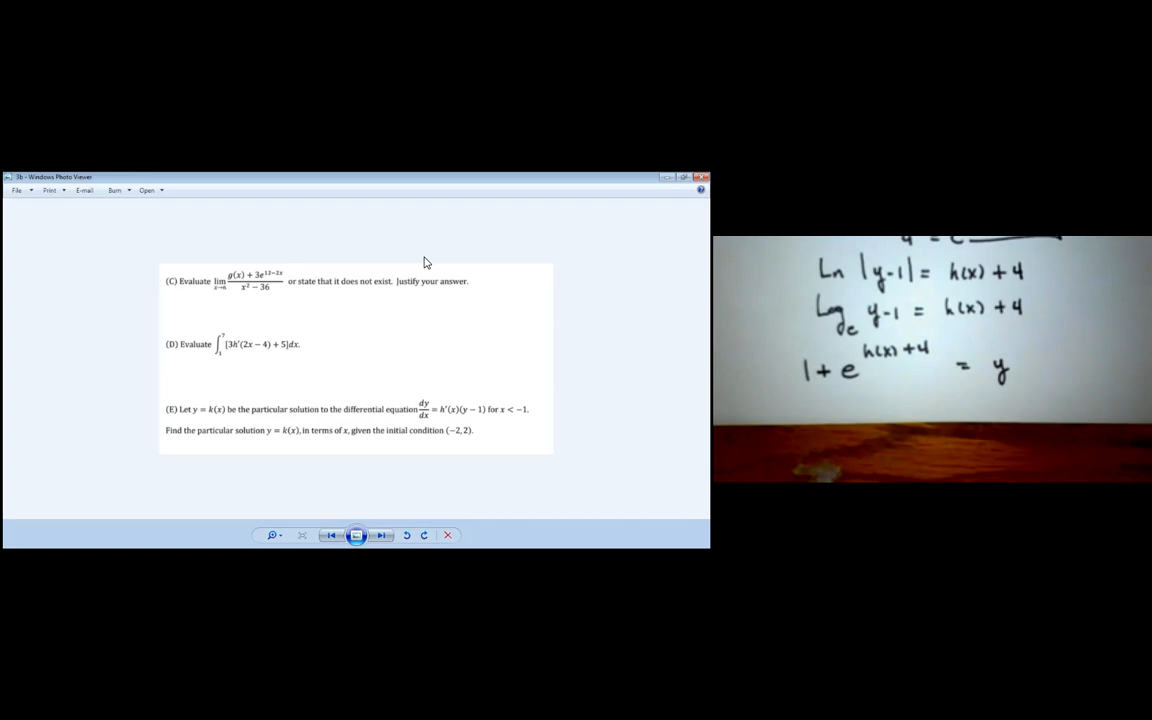 3b - Windows Photo Viewer
File Print E-mail Burn Open
(C) Evaluate lim x→6 g(x) + 3e^(12−2x) / x² − 36 or state that it does not exist. Justify your answer.
(D) Evaluate ∫₁⁷ [3h′(2x − 4) + 5]dx.
(E) Let y = k(x) be the particular solution to the differential equation dy/dx = h′(x)(y − 1) for x < −1.
Find the particular solution y = k(x), in terms of x, given the initial condition (−2, 2).
Ln |y-1| = h(x) + 4
Log_e y-1 = h(x) + 4
1 + e^(h(x)+4) = y